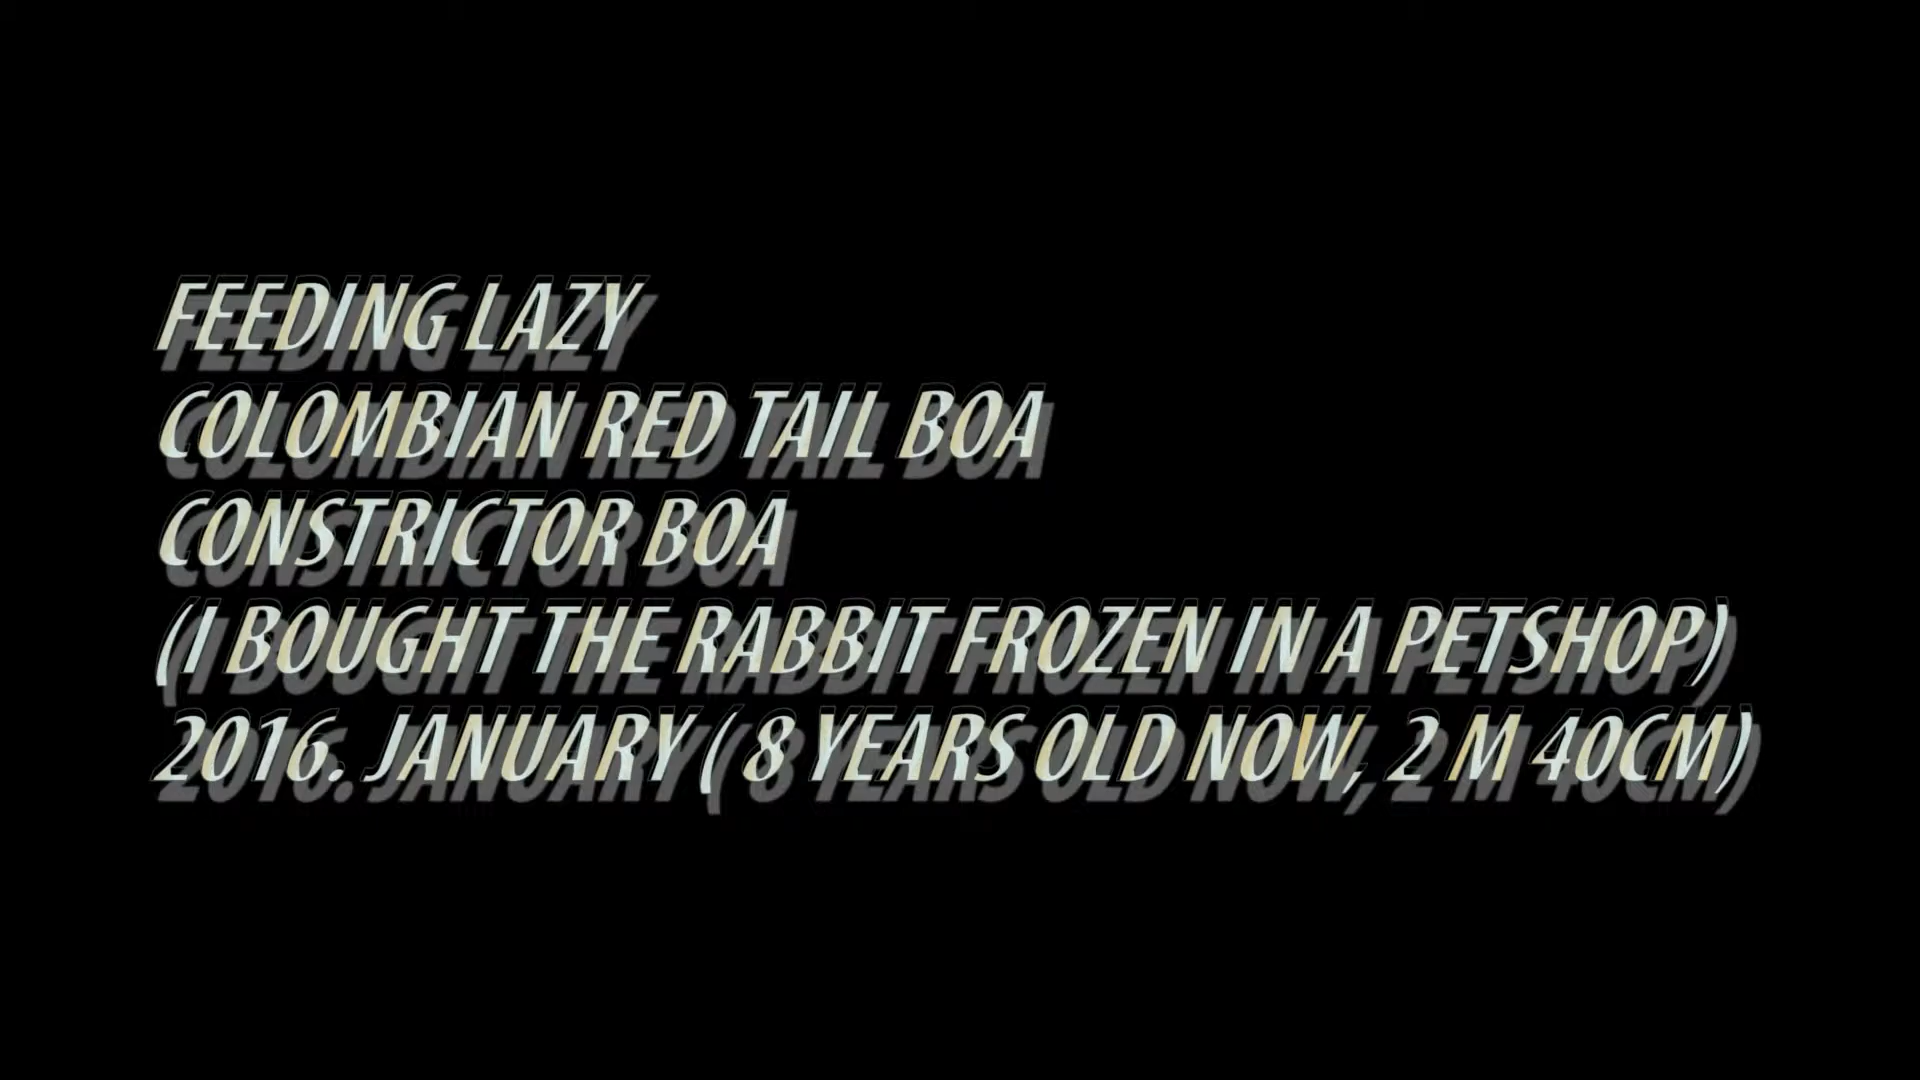 FEEDING LAZY
COLOMBIAN RED TAIL BOA
CONSTRICTOR BOA
(I BOUGHT THE RABBIT FROZEN IN A PETSHOP)
2016. JANUARY ( 8 YEARS OLD NOW, 2 M 40CM)